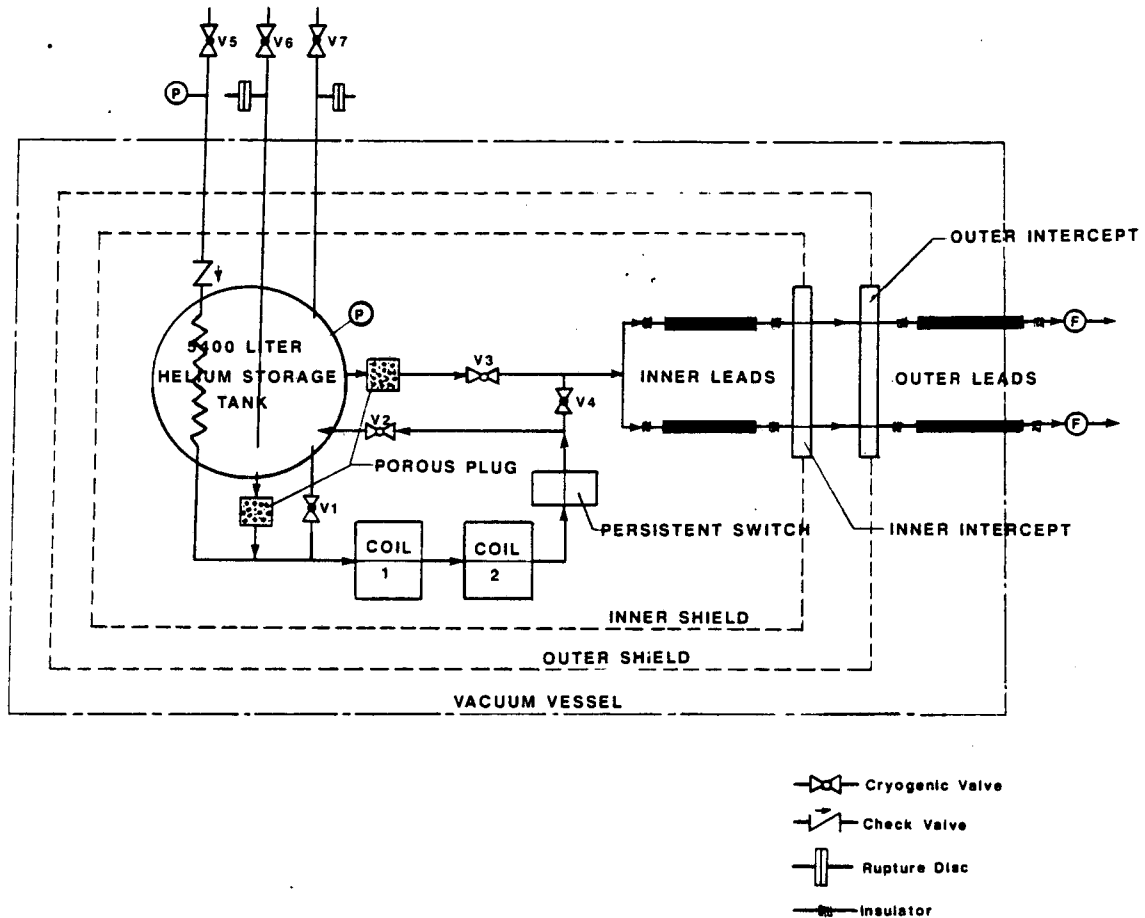 V5
V6
V7
P
OUTER INTERCEPT
P
5400 LITER
HELIUM STORAGE
TANK
V3
V4
INNER LEADS
OUTER LEADS
F
F
V2
POROUS PLUG
V1
PERSISTENT SWITCH
INNER INTERCEPT
COIL
1
COIL
2
INNER SHIELD
OUTER SHiELD
VACUUM VESSEL
Cryogenic Valve
Check Valve
Rupture Disc
Insulator